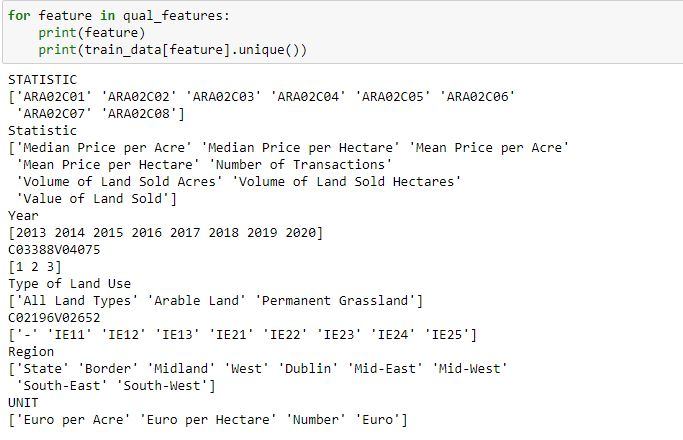 for feature in qual_features:
    print(feature)
    print(train_data[feature].unique())
STATISTIC
['ARA02C01' 'ARA02C02' 'ARA02C03' 'ARA02C04' 'ARA02C05' 'ARA02C06'
 'ARA02C07' 'ARA02C08']
Statistic
['Median Price per Acre' 'Median Price per Hectare' 'Mean Price per Acre'
 'Mean Price per Hectare' 'Number of Transactions'
 'Volume of Land Sold Acres' 'Volume of Land Sold Hectares'
 'Value of Land Sold']
Year
[2013 2014 2015 2016 2017 2018 2019 2020]
C03388V04075
[1 2 3]
Type of Land Use
['All Land Types' 'Arable Land' 'Permanent Grassland']
C02196V02652
['-' 'IE11' 'IE12' 'IE13' 'IE21' 'IE22' 'IE23' 'IE24' 'IE25']
Region
['State' 'Border' 'Midland' 'West' 'Dublin' 'Mid-East' 'Mid-West'
 'South-East' 'South-West']
UNIT
['Euro per Acre' 'Euro per Hectare' 'Number' 'Euro']